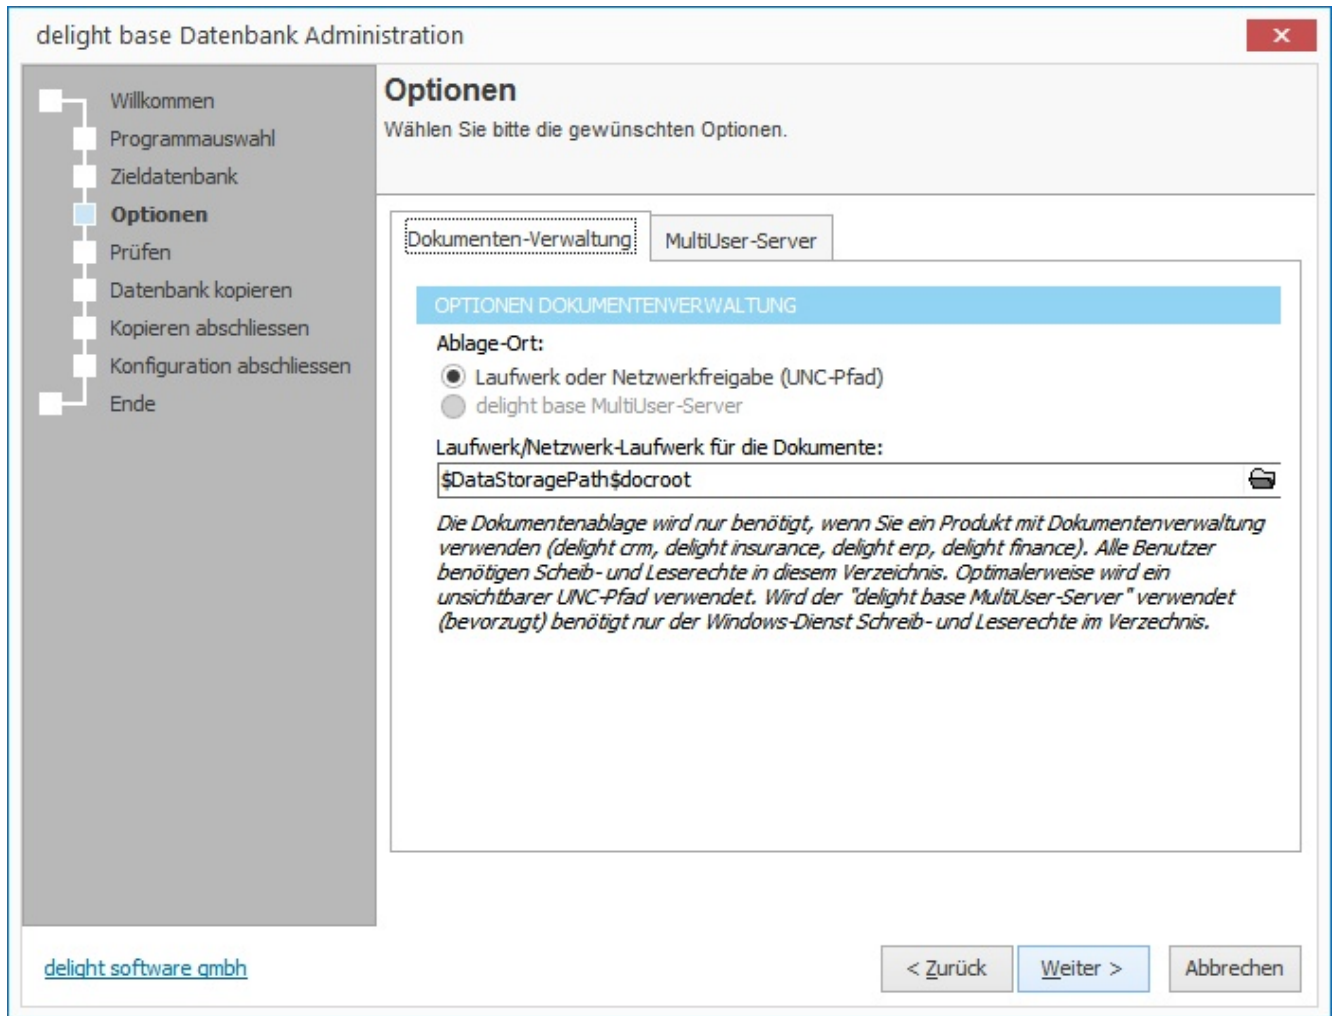 delight base Datenbank Administration
Willkommen
Programmauswahl
Zieldatenbank
Optionen
Prüfen
Datenbank kopieren
Kopieren abschliessen
Konfiguration abschliessen
Ende
Optionen
Wählen Sie bitte die gewünschten Optionen.
Dokumenten-Verwaltung
MultiUser-Server
OPTIONEN DOKUMENTENVERWALTUNG
Ablage-Ort:
Laufwerk oder Netzwerkfreigabe (UNC-Pfad)
delight base MultiUser-Server
Laufwerk/Netzwerk-Laufwerk für die Dokumente:
$DataStoragePath$docroot
Die Dokumentenablage wird nur benötigt, wenn Sie ein Produkt mit Dokumentenverwaltung
verwenden (delight crm, delight insurance, delight erp, delight finance). Alle Benutzer
benötigen Scheib- und Leserechte in diesem Verzeichnis. Optimalerweise wird ein
unsichtbarer UNC-Pfad verwendet. Wird der "delight base MultiUser-Server" verwendet
(bevorzugt) benötigt nur der Windows-Dienst Schreib- und Leserechte im Verzechnis.
delight software gmbh
< Zurück
Weiter >
Abbrechen